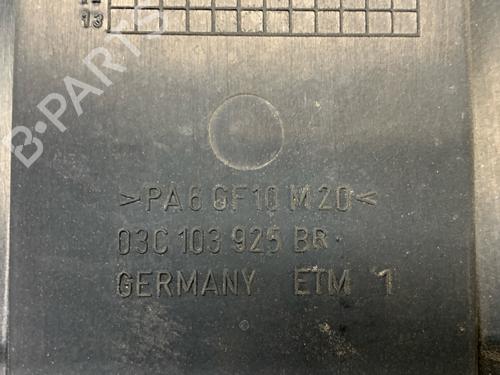 13
B-PARTS
>PA6 GF10 M20<
03C 103 925 BR
GERMANY ETM 1